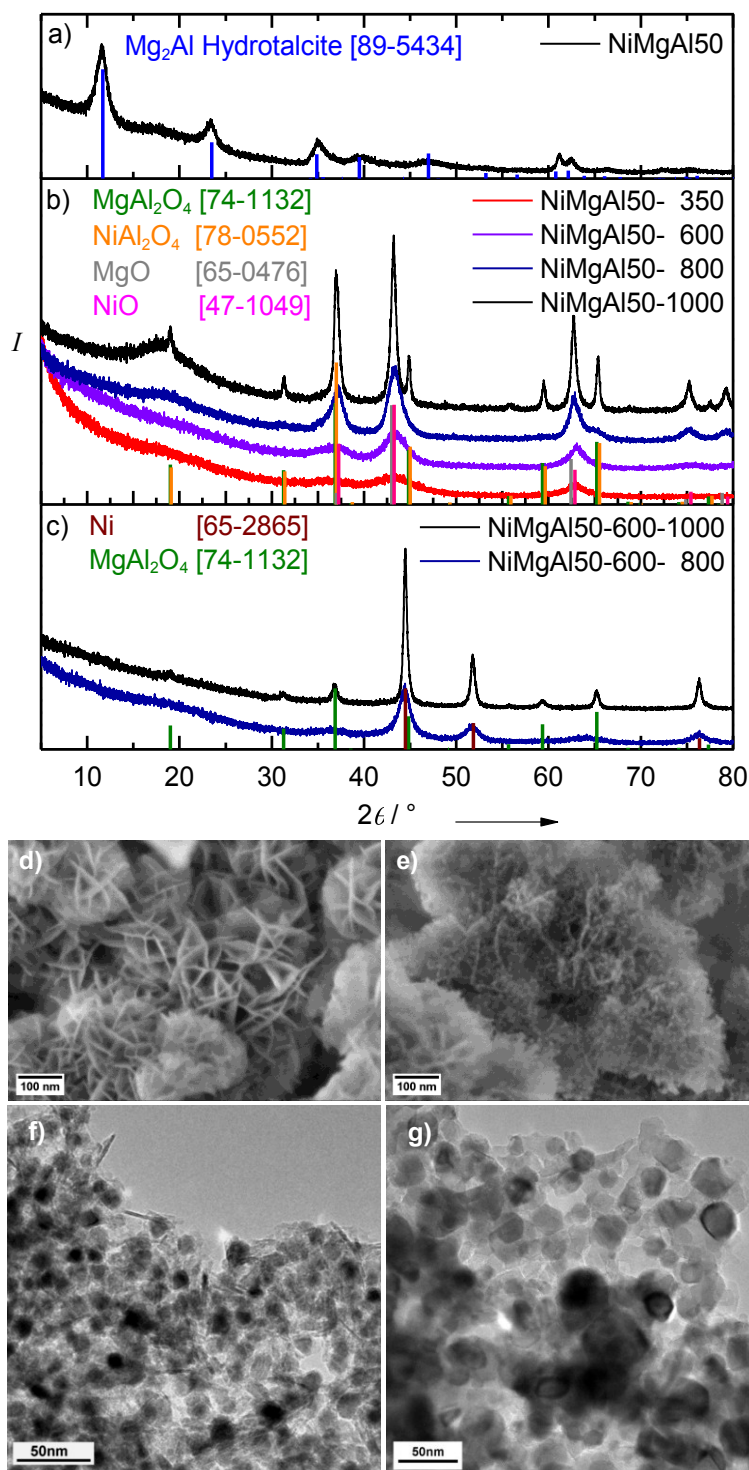 a)
Mg₂Al Hydrotalcite [89-5434]
NiMgAl50
b)
MgAl₂O₄ [74-1132]
NiAl₂O₄ [78-0552]
MgO [65-0476]
NiO [47-1049]
NiMgAl50- 350
NiMgAl50- 600
NiMgAl50- 800
NiMgAl50-1000
I
c)
Ni [65-2865]
MgAl₂O₄ [74-1132]
NiMgAl50-600-1000
NiMgAl50-600- 800
10 20 30 40 50 60 70 80
2ϐ / °
d)
100 nm
e)
100 nm
f)
50nm
g)
50nm